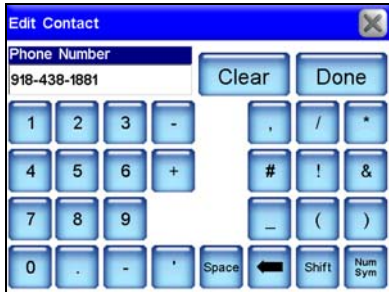 Edit Contact
Phone Number
918-438-1881
Clear Done
1 2 3 - , / *
4 5 6 + # ! &
7 8 9 _ ( )
0 . - ' Space Shift Num
Sym